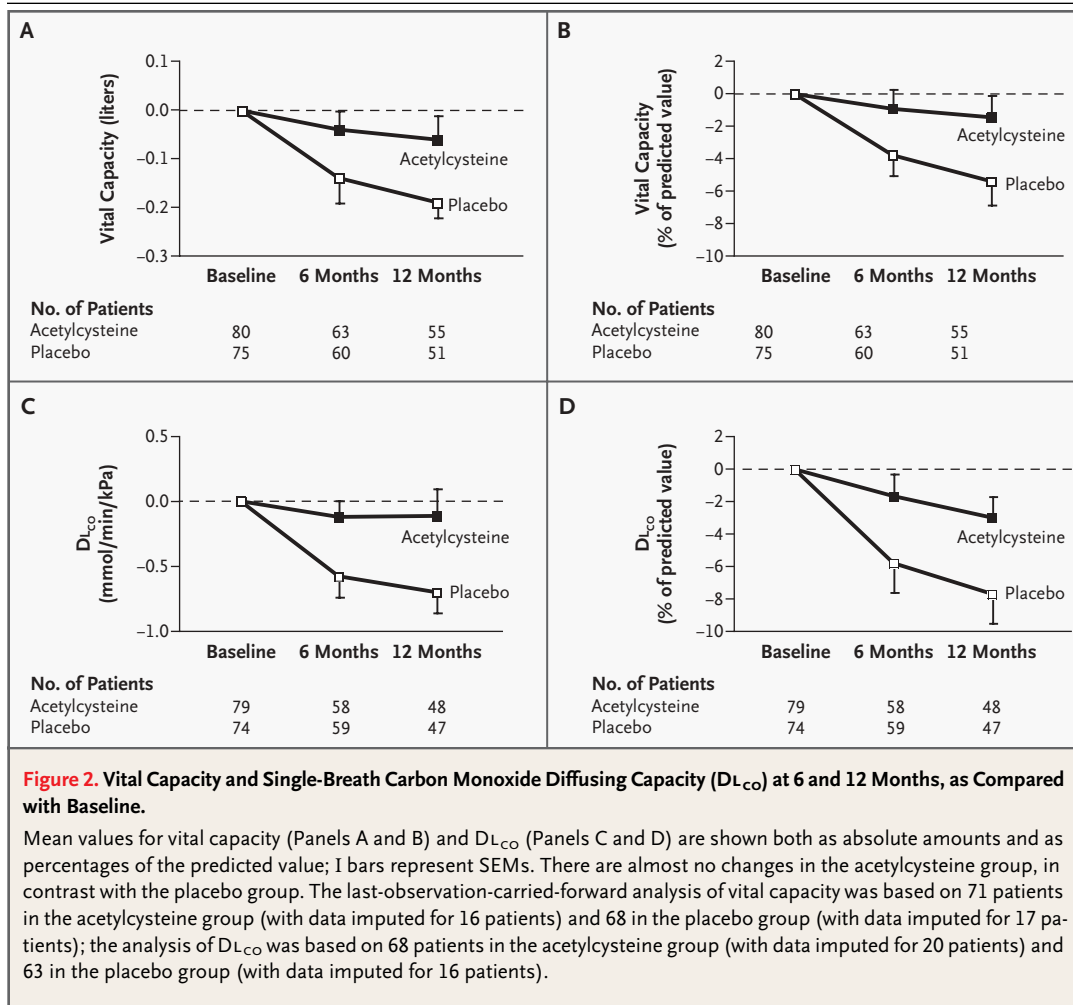 A
Vital Capacity (liters)
0.1
0.0
−0.1
−0.2
−0.3
Acetylcysteine
Placebo
Baseline 6 Months 12 Months
No. of Patients
Acetylcysteine 80 63 55
Placebo 75 60 51
B
Vital Capacity
(% of predicted value)
2
0
−2
−4
−6
−8
−10
Acetylcysteine
Placebo
Baseline 6 Months 12 Months
No. of Patients
Acetylcysteine 80 63 55
Placebo 75 60 51
C
DLCO
(mmol/min/kPa)
0.5
0.0
−0.5
−1.0
Acetylcysteine
Placebo
Baseline 6 Months 12 Months
No. of Patients
Acetylcysteine 79 58 48
Placebo 74 59 47
D
DLCO
(% of predicted value)
2
0
−2
−4
−6
−8
−10
Acetylcysteine
Placebo
Baseline 6 Months 12 Months
No. of Patients
Acetylcysteine 79 58 48
Placebo 74 59 47
Figure 2. Vital Capacity and Single-Breath Carbon Monoxide Diffusing Capacity (DLCO) at 6 and 12 Months, as Compared
with Baseline.
Mean values for vital capacity (Panels A and B) and DLCO (Panels C and D) are shown both as absolute amounts and as
percentages of the predicted value; I bars represent SEMs. There are almost no changes in the acetylcysteine group, in
contrast with the placebo group. The last-observation-carried-forward analysis of vital capacity was based on 71 patients
in the acetylcysteine group (with data imputed for 16 patients) and 68 in the placebo group (with data imputed for 17 pa-
tients); the analysis of DLCO was based on 68 patients in the acetylcysteine group (with data imputed for 20 patients) and
63 in the placebo group (with data imputed for 16 patients).